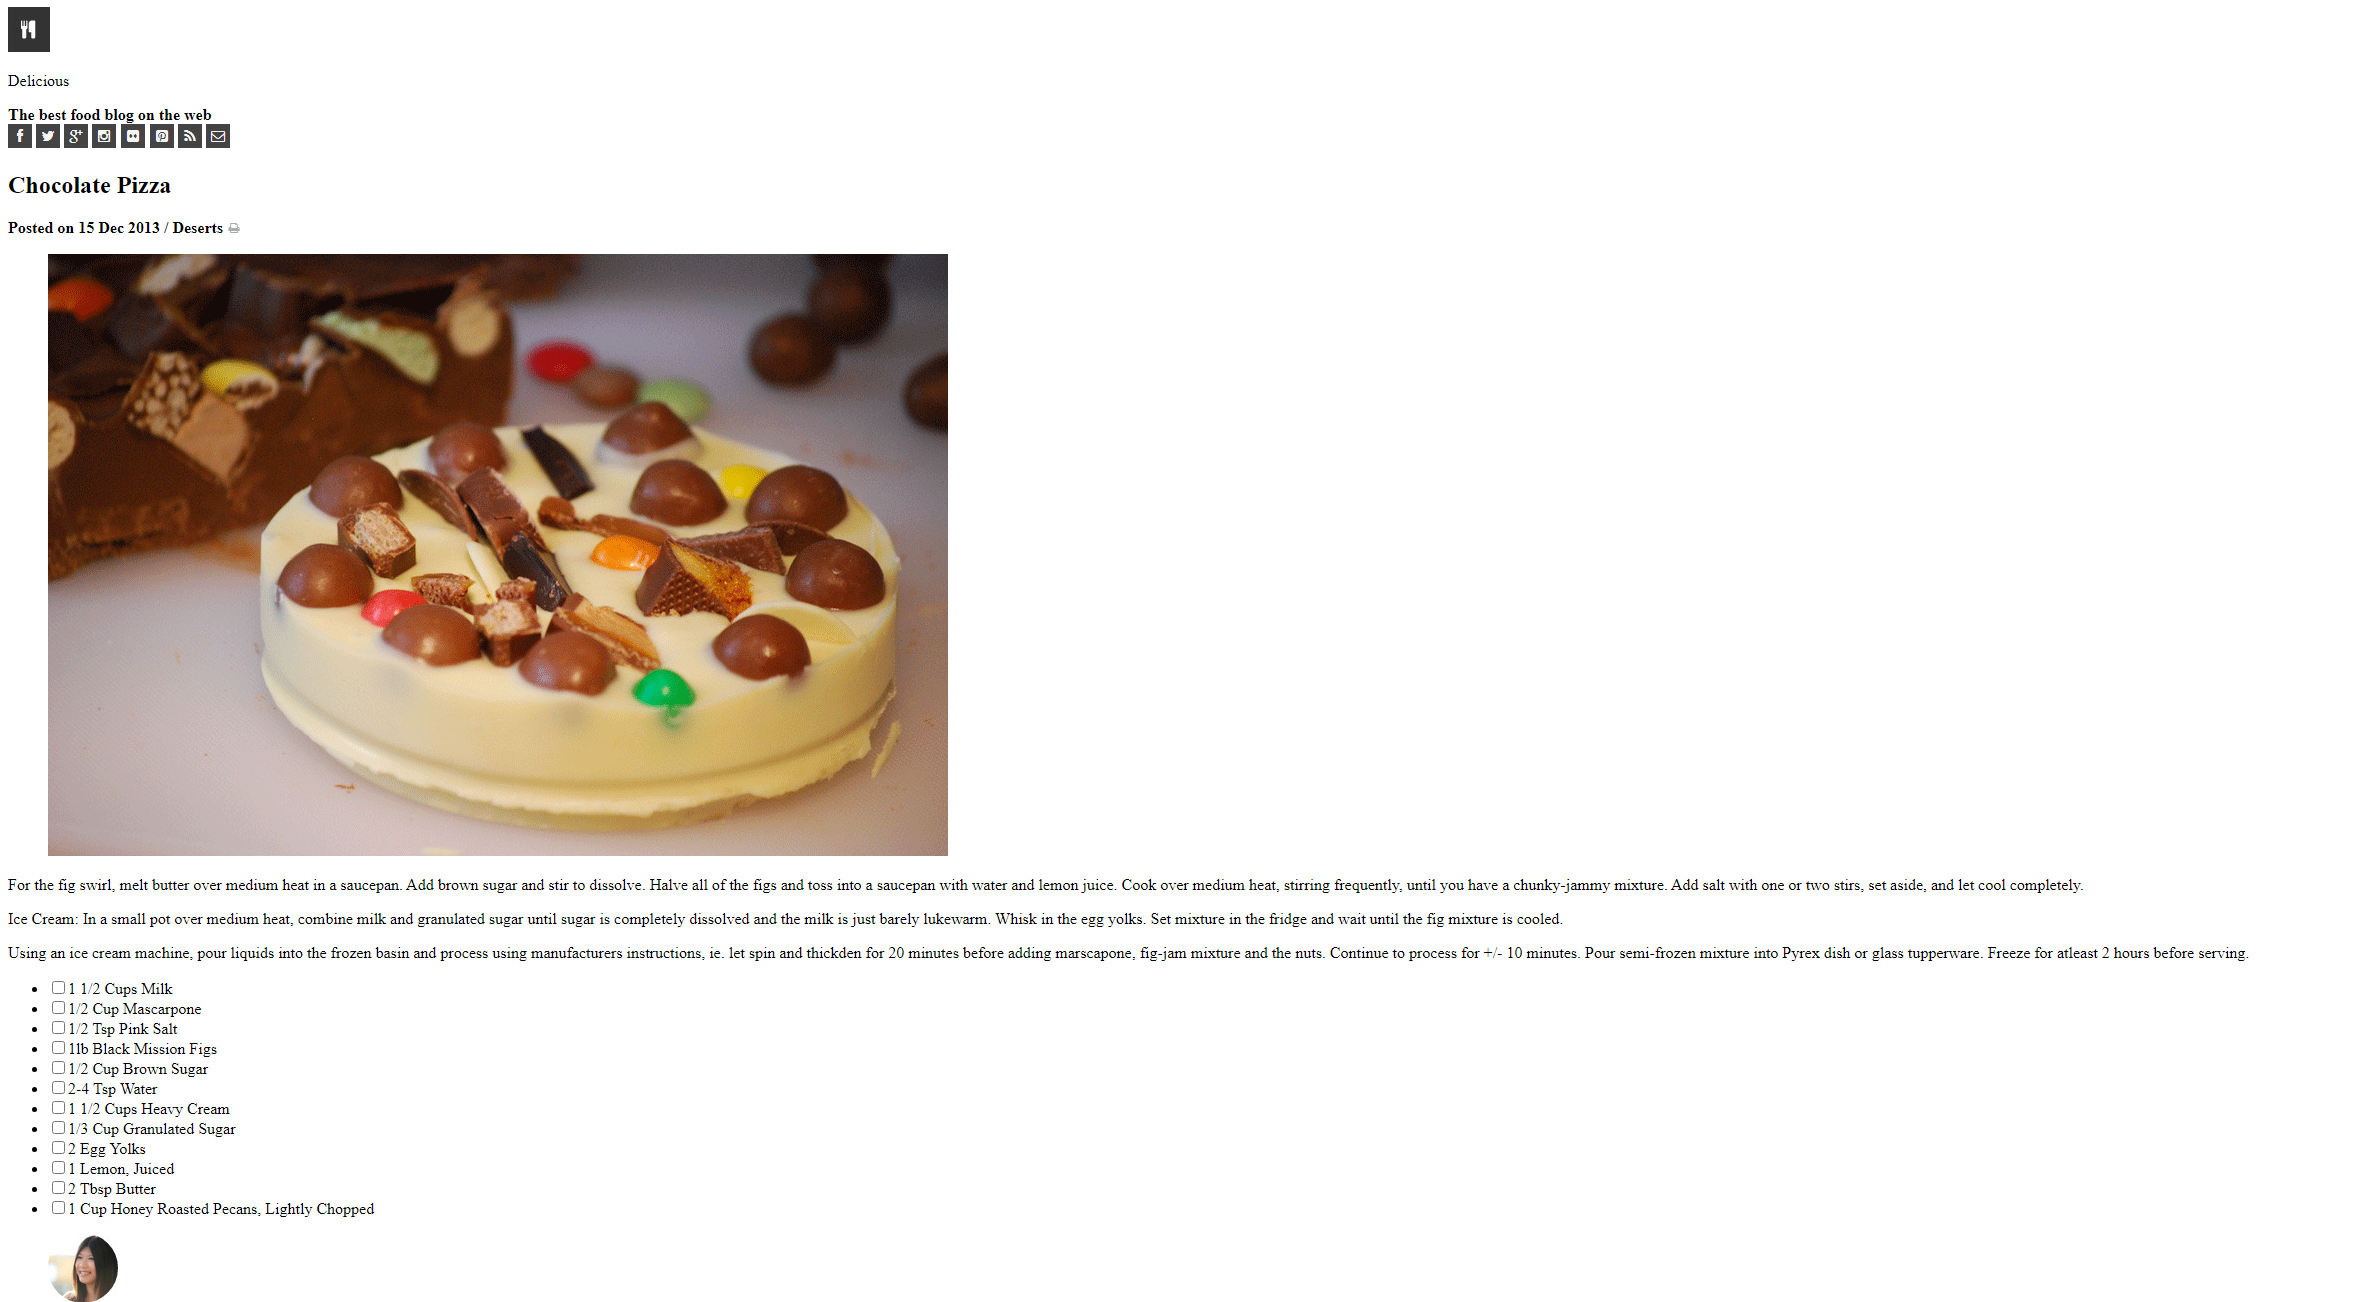 Delicious
The best food blog on the web
Chocolate Pizza
Posted on 15 Dec 2013 / Deserts
For the fig swirl, melt butter over medium heat in a saucepan. Add brown sugar and stir to dissolve. Halve all of the figs and toss into a saucepan with water and lemon juice. Cook over medium heat, stirring frequently, until you have a chunky-jammy mixture. Add salt with one or two stirs, set aside, and let cool completely.
Ice Cream: In a small pot over medium heat, combine milk and granulated sugar until sugar is completely dissolved and the milk is just barely lukewarm. Whisk in the egg yolks. Set mixture in the fridge and wait until the fig mixture is cooled.
Using an ice cream machine, pour liquids into the frozen basin and process using manufacturers instructions, ie. let spin and thickden for 20 minutes before adding marscapone, fig-jam mixture and the nuts. Continue to process for +/- 10 minutes. Pour semi-frozen mixture into Pyrex dish or glass tupperware. Freeze for atleast 2 hours before serving.
1 1/2 Cups Milk
1/2 Cup Mascarpone
1/2 Tsp Pink Salt
1lb Black Mission Figs
1/2 Cup Brown Sugar
2-4 Tsp Water
1 1/2 Cups Heavy Cream
1/3 Cup Granulated Sugar
2 Egg Yolks
1 Lemon, Juiced
2 Tbsp Butter
1 Cup Honey Roasted Pecans, Lightly Chopped